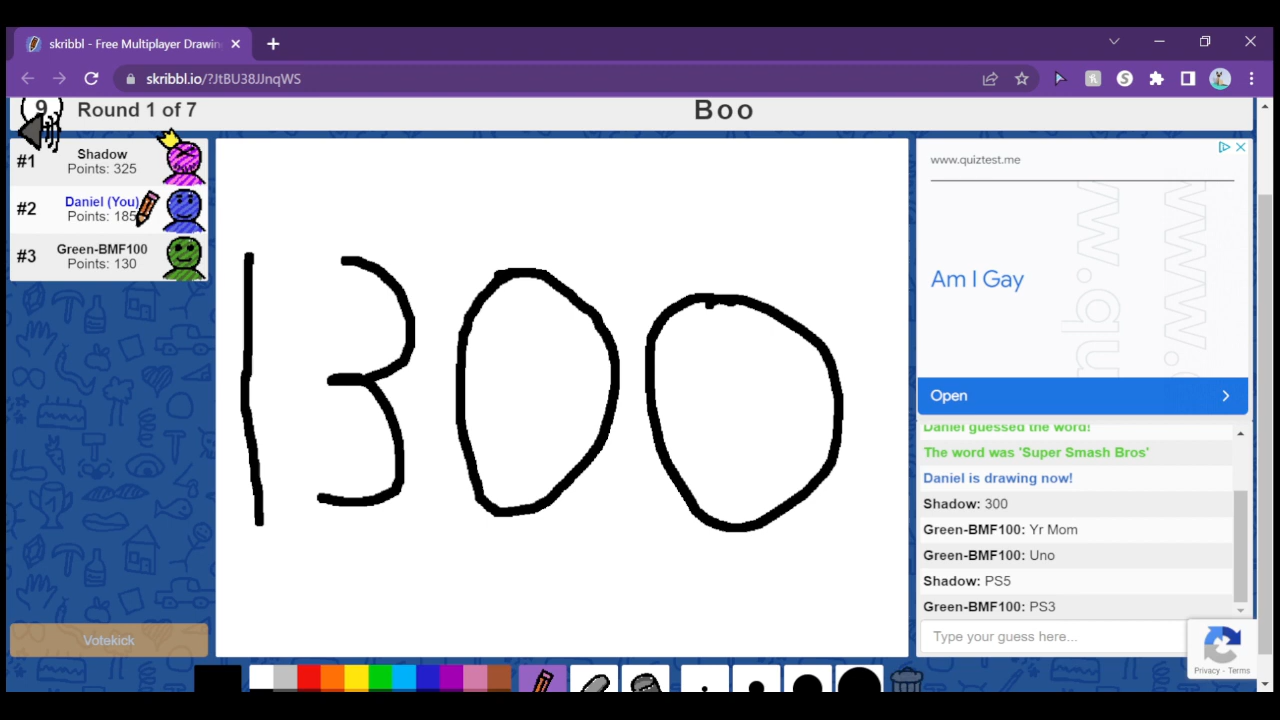 skribbl - Free Multiplayer Drawin
skribbl.io/?JtBU38JJnqWS
9
Round 1 of 7
Boo
#1
Shadow
Points: 325
#2
Daniel (You)
Points: 185
#3
Green-BMF100
Points: 130
1300
www.quiztest.me
Am I Gay
Open
Daniel guessed the word!
The word was 'Super Smash Bros'
Daniel is drawing now!
Shadow: 300
Green-BMF100: Yr Mom
Green-BMF100: Uno
Shadow: PS5
Green-BMF100: PS3
Type your guess here...
Votekick
Privacy - Terms